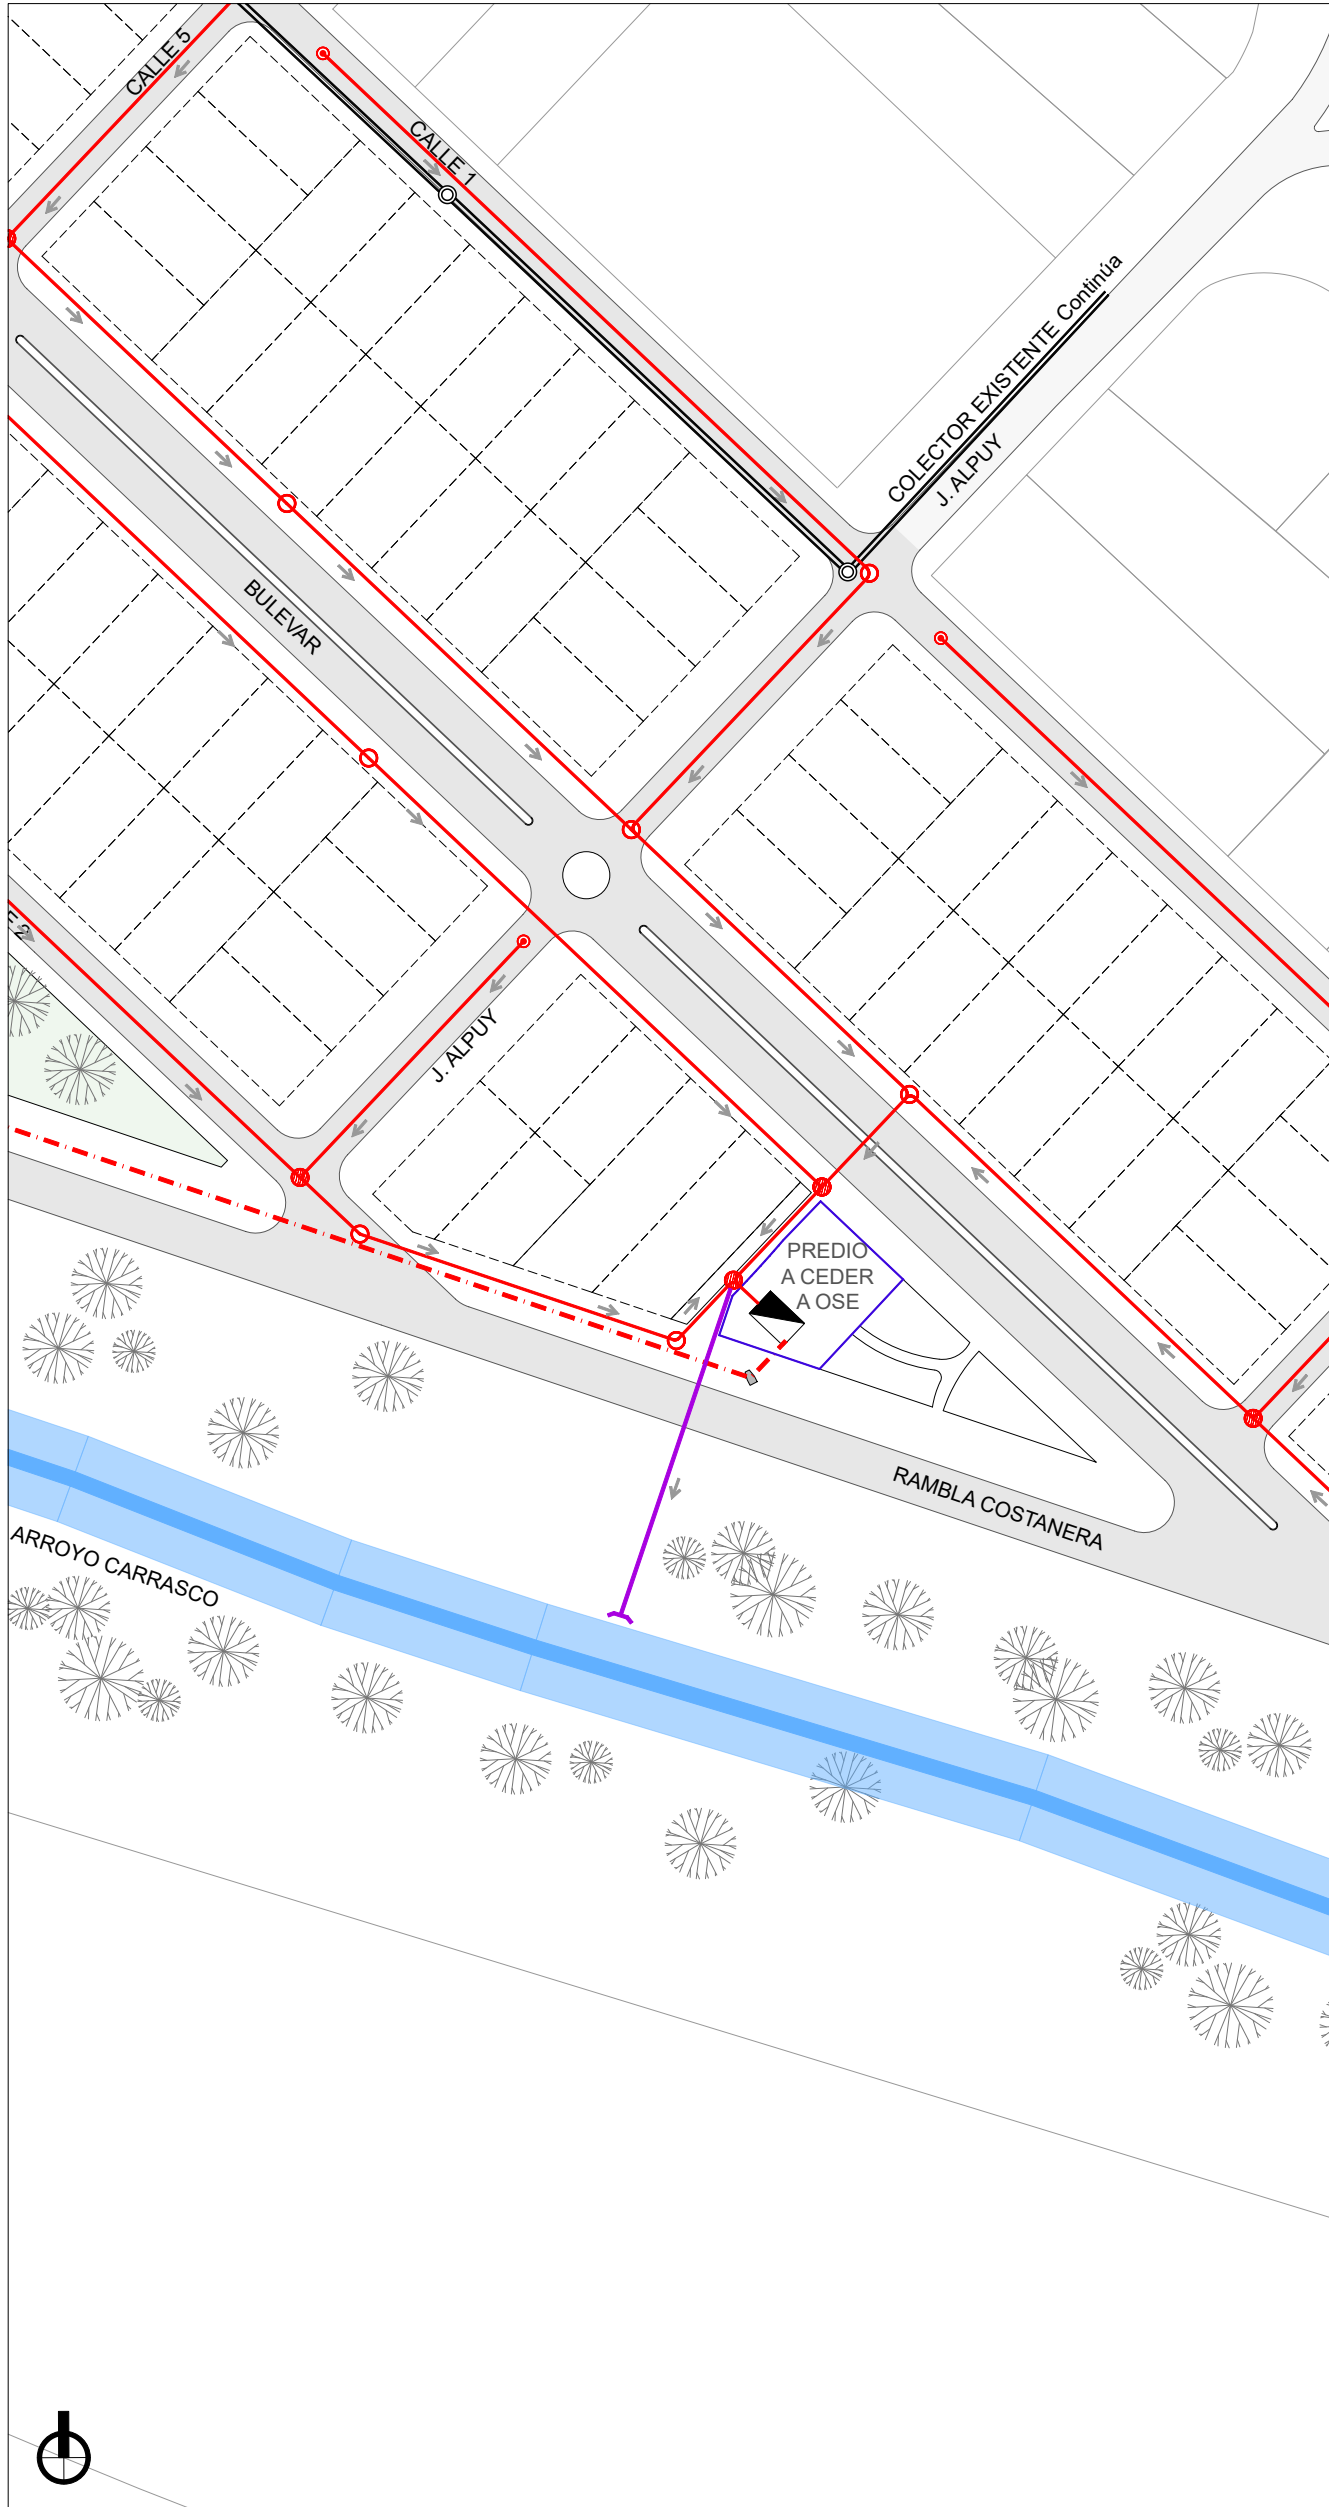 CALLE 5
CALLE 1
COLECTOR EXISTENTE Continúa
J. ALPUY
BULEVAR
J. ALPUY
PREDIO
A CEDER
A OSE
RAMBLA COSTANERA
ARROYO CARRASCO